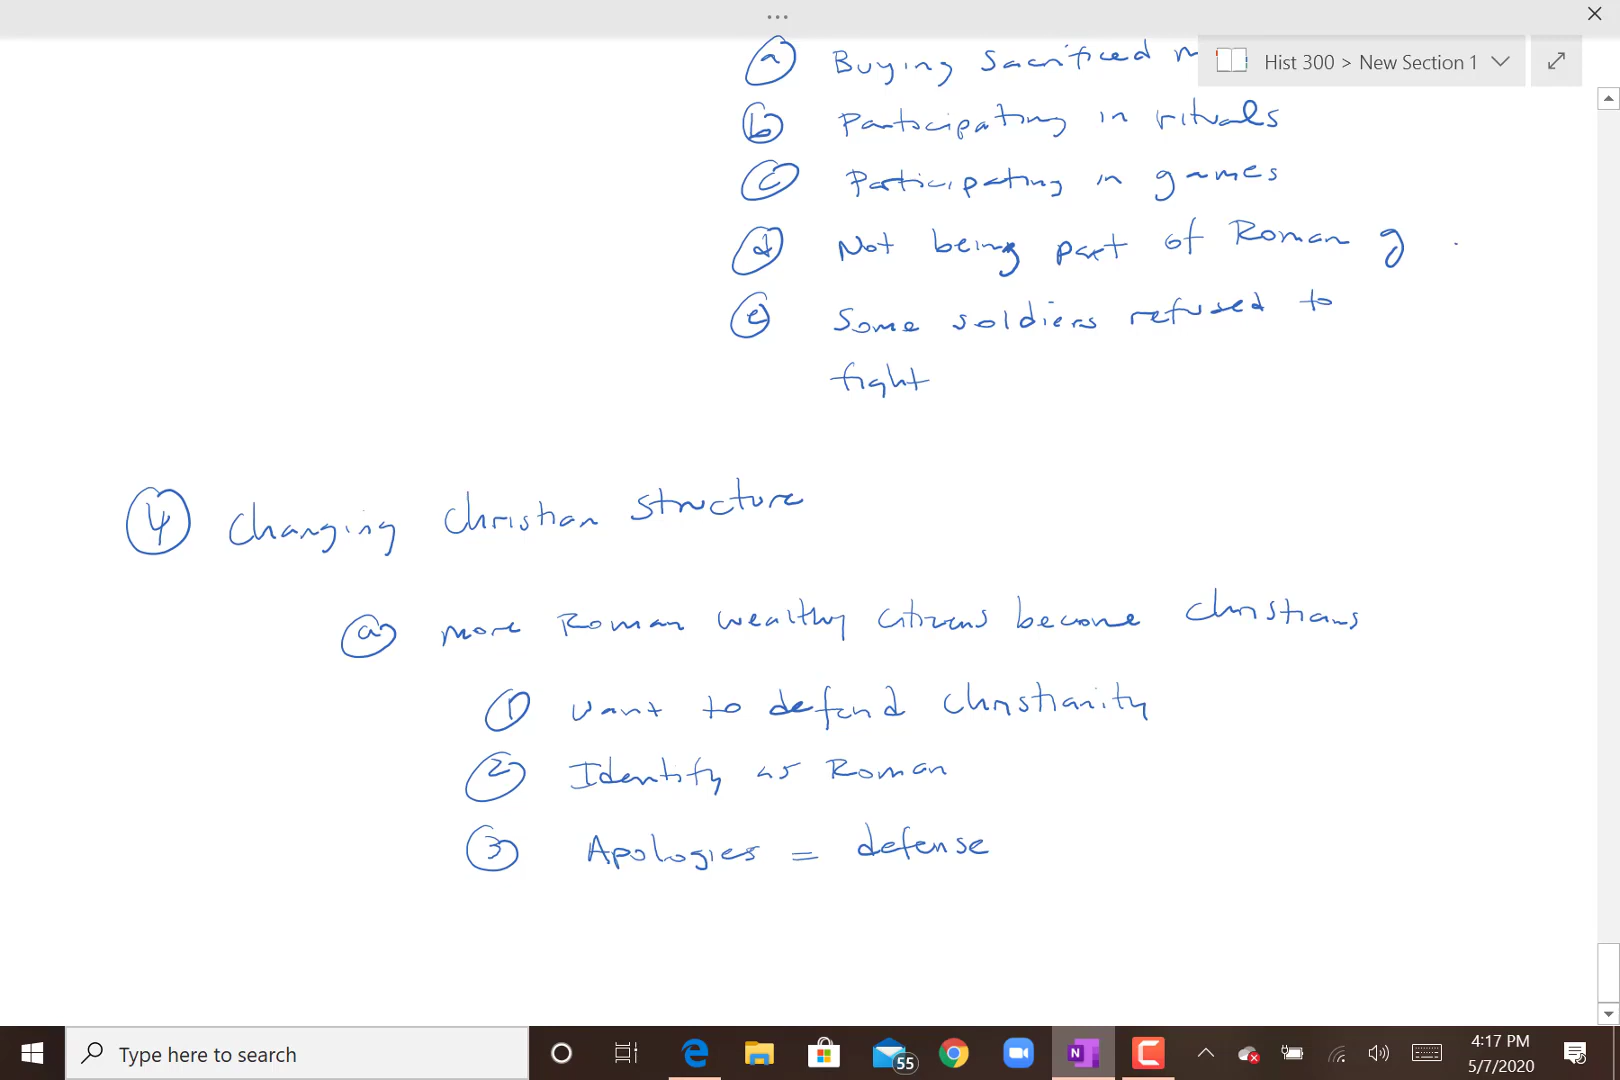 a Buying Sacrificed m
Hist 300 > New Section 1
b Participating in rituals
c Participating in games
d Not being part of Roman g
e Some soldiers refused to
fight
4 Changing Christian structure
a more Roman wealthy citizens become Christians
1 want to defend Christianity
2 Identify as Roman
3 Apologies = defense
Type here to search
55
N
4:17 PM
5/7/2020